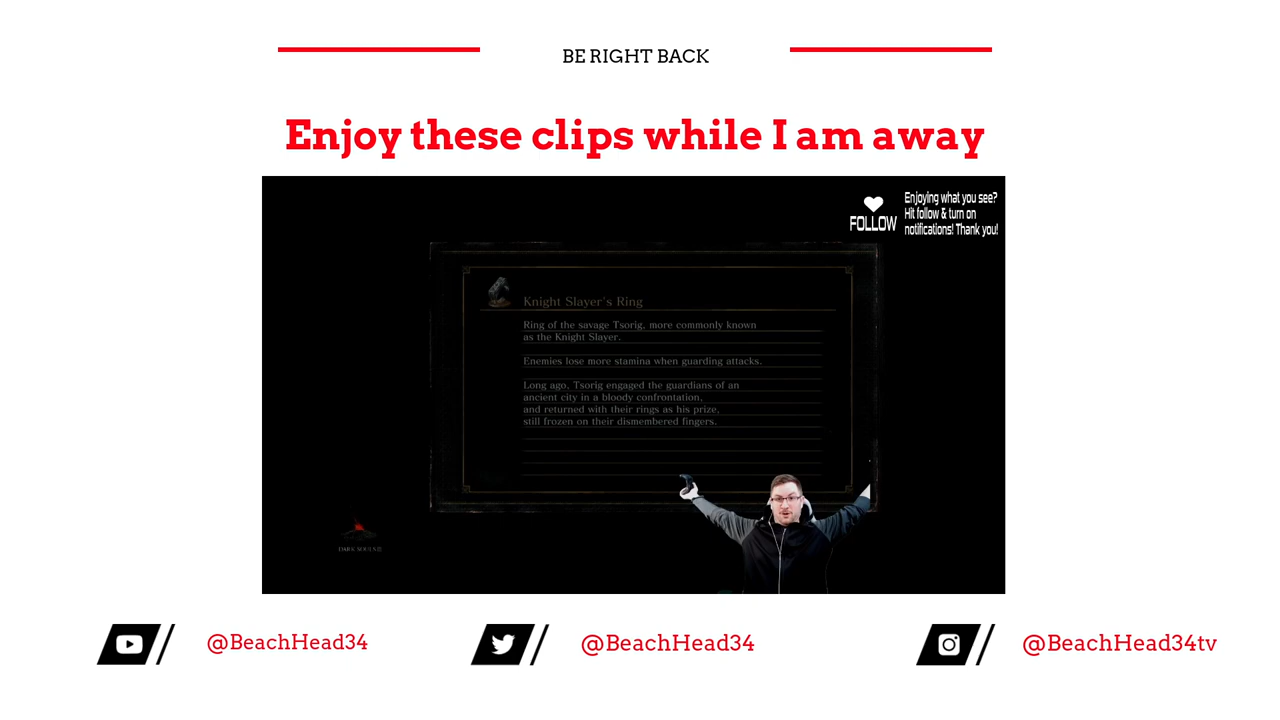 BE RIGHT BACK
Enjoy these clips while I am away
FOLLOW
Enjoying what you see?
Hit follow & turn on
notifications! Thank you!
Knight Slayer's Ring
Ring of the savage Tsorig, more commonly known
as the Knight Slayer.
Enemies lose more stamina when guarding attacks.
Long ago, Tsorig engaged the guardians of an
ancient city in a bloody confrontation,
and returned with their rings as his prize,
still frozen on their dismembered fingers.
DARK SOULS III
@BeachHead34
@BeachHead34
@BeachHead34tv